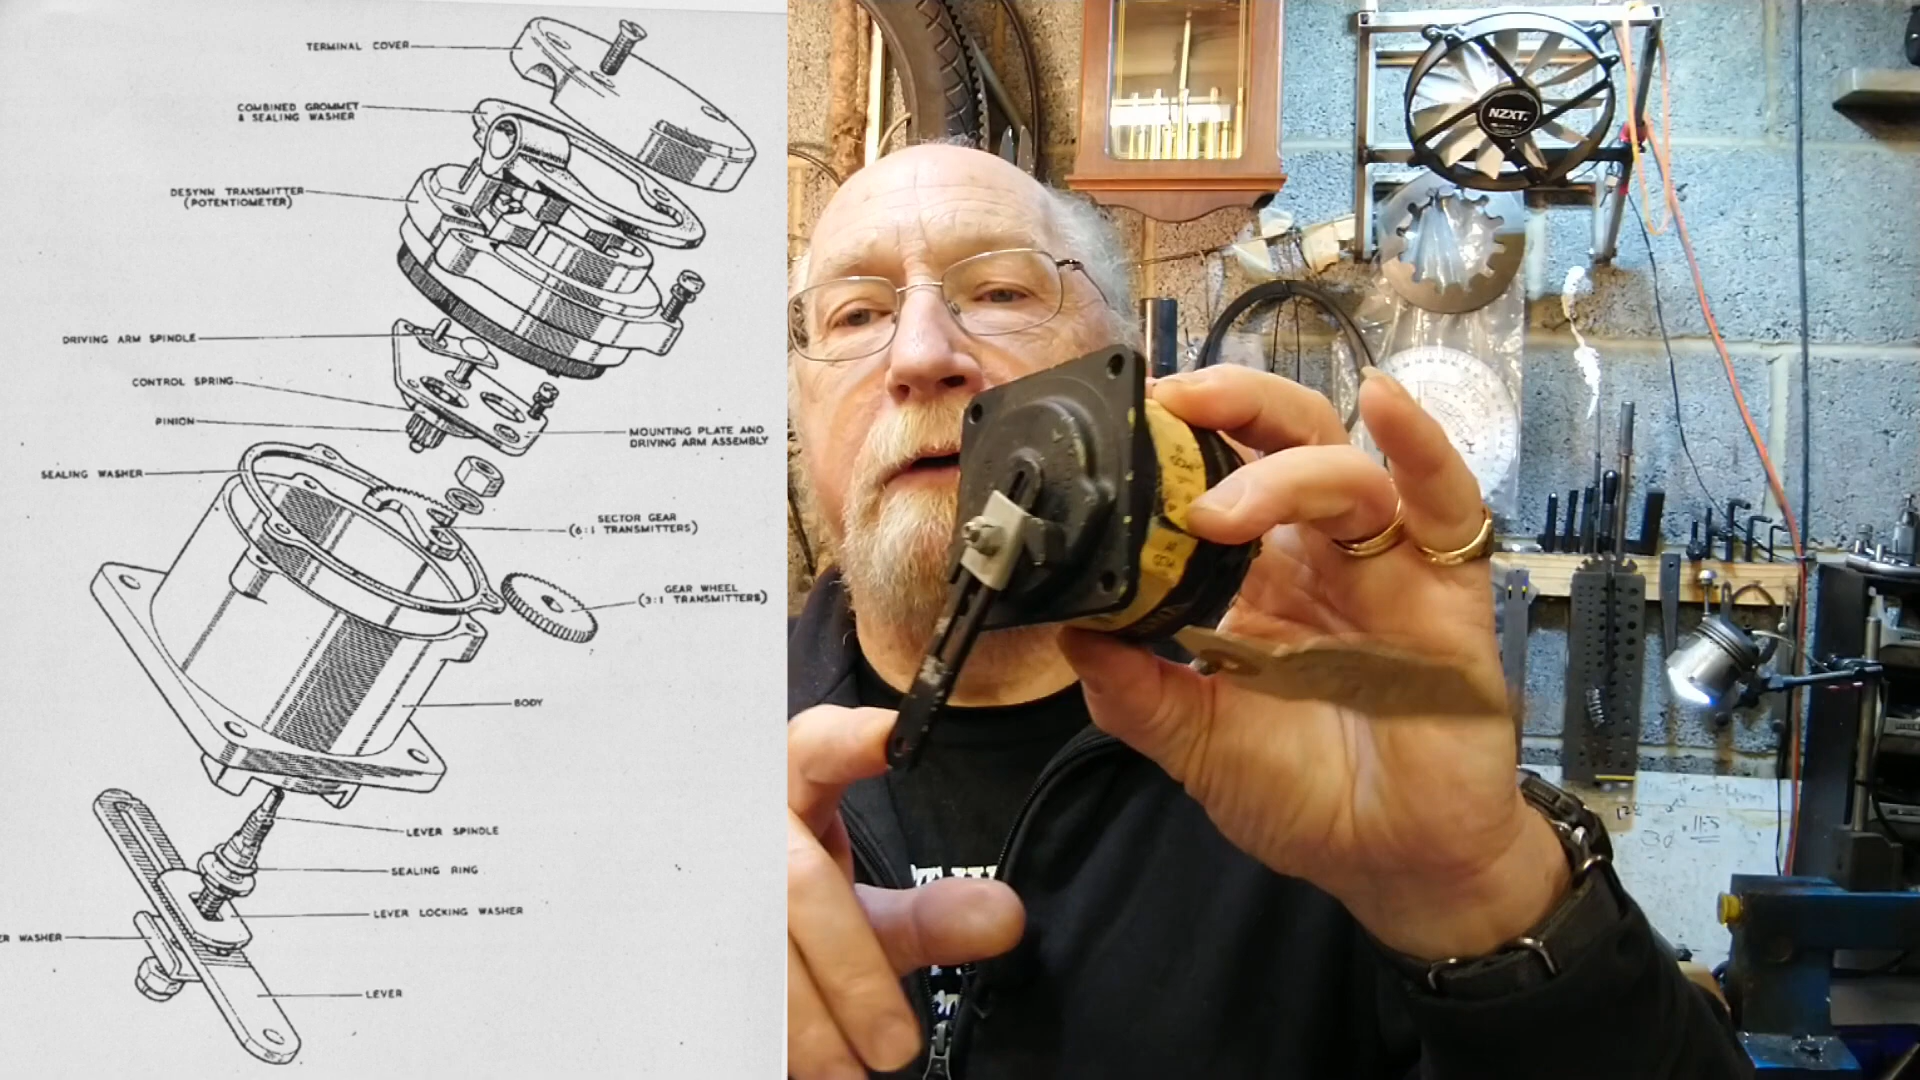 TERMINAL COVER
COMBINED GROMMET
& SEALING WASHER
DESYNN TRANSMITTER
(POTENTIOMETER)
DRIVING ARM SPINDLE
CONTROL SPRING
PINION
MOUNTING PLATE AND
DRIVING ARM ASSEMBLY
SEALING WASHER
SECTOR GEAR
(6:1 TRANSMITTERS)
GEAR WHEEL
(3:1 TRANSMITTERS)
BODY
LEVER SPINDLE
SEALING RING
LEVER LOCKING WASHER
WASHER
LEVER
NZXT.